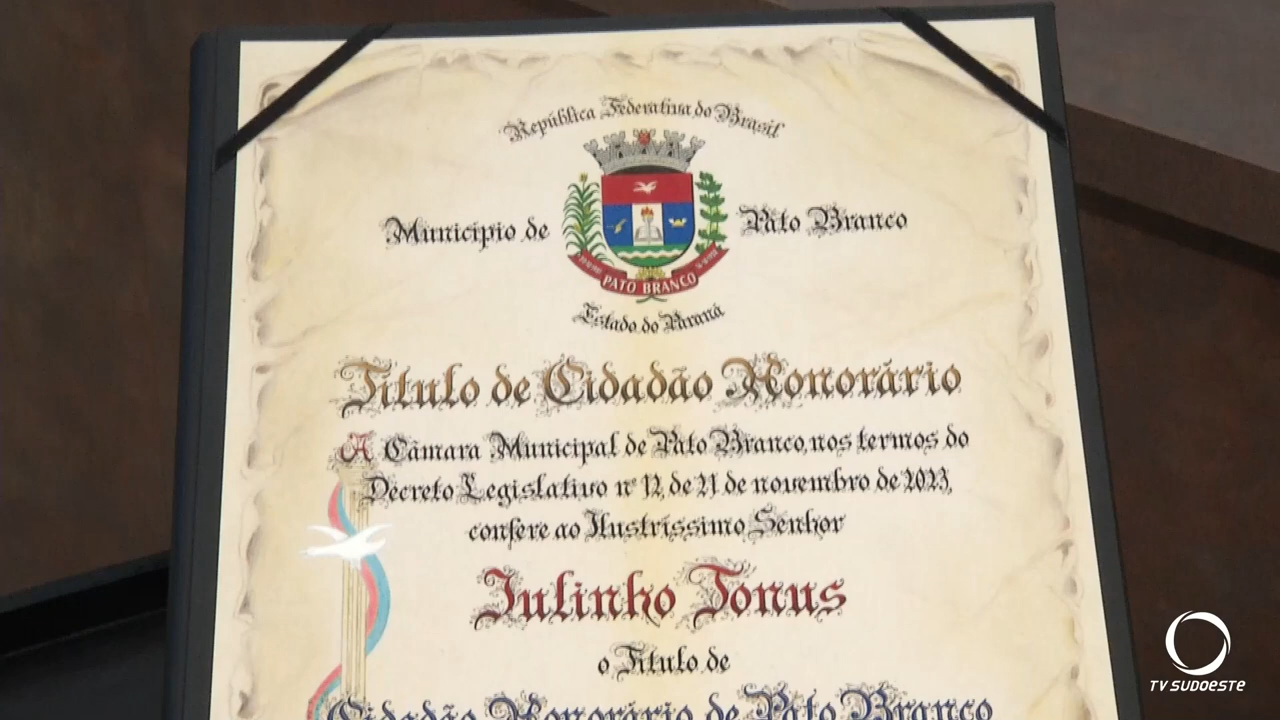 República Federativa do Brasil
Município de Pato Branco
PATO BRANCO
Estado do Paraná
Título de Cidadão Honorário
A Câmara Municipal de Pato Branco, nos termos do
Decreto Legislativo nº 12, de 21 de novembro de 2023,
confere ao Ilustríssimo Senhor
Julinho Tonus
o Título de
Cidadão Honorário de Pato Branco
TV SUDOESTE